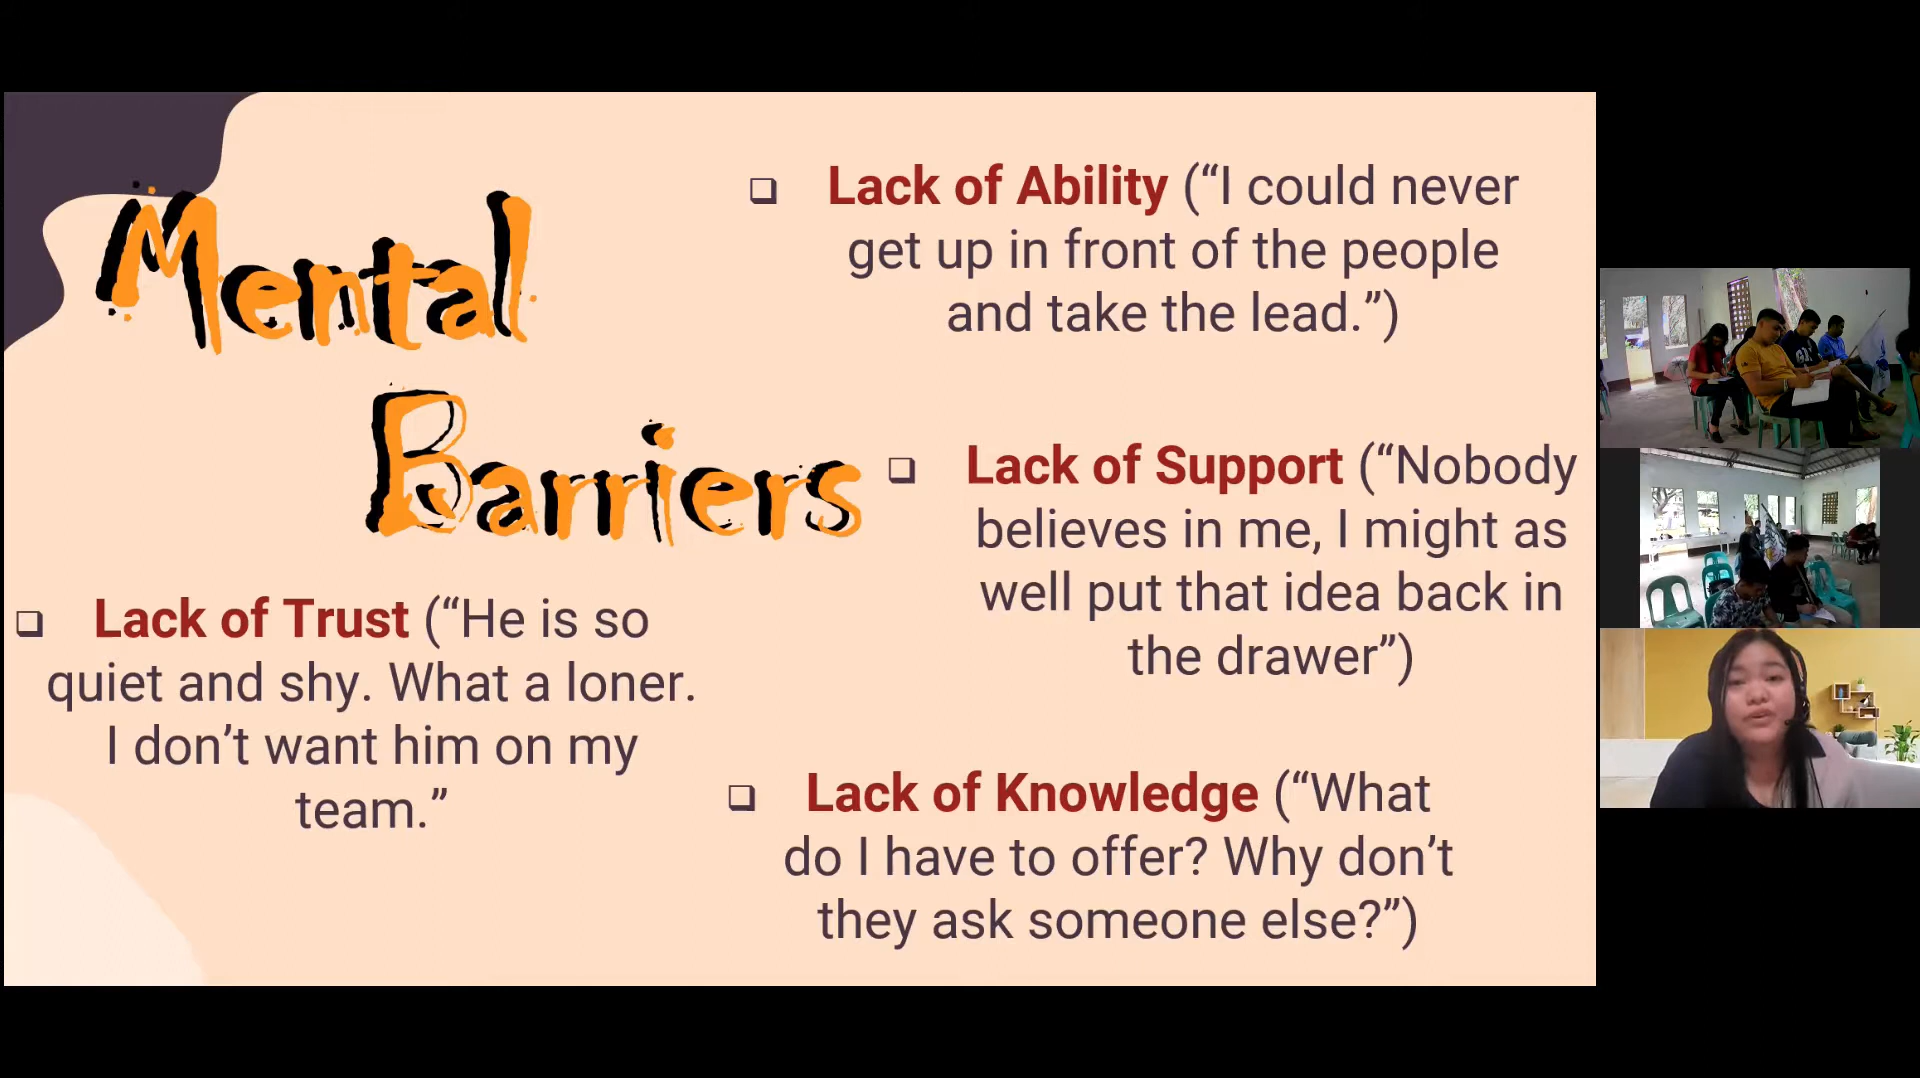 Mental
Barriers
❑ Lack of Trust (“He is so
quiet and shy. What a loner.
I don’t want him on my
team.”
❑ Lack of Ability (“I could never
get up in front of the people
and take the lead.”)
❑ Lack of Support (“Nobody
believes in me, I might as
well put that idea back in
the drawer”)
❑ Lack of Knowledge (“What
do I have to offer? Why don’t
they ask someone else?”)